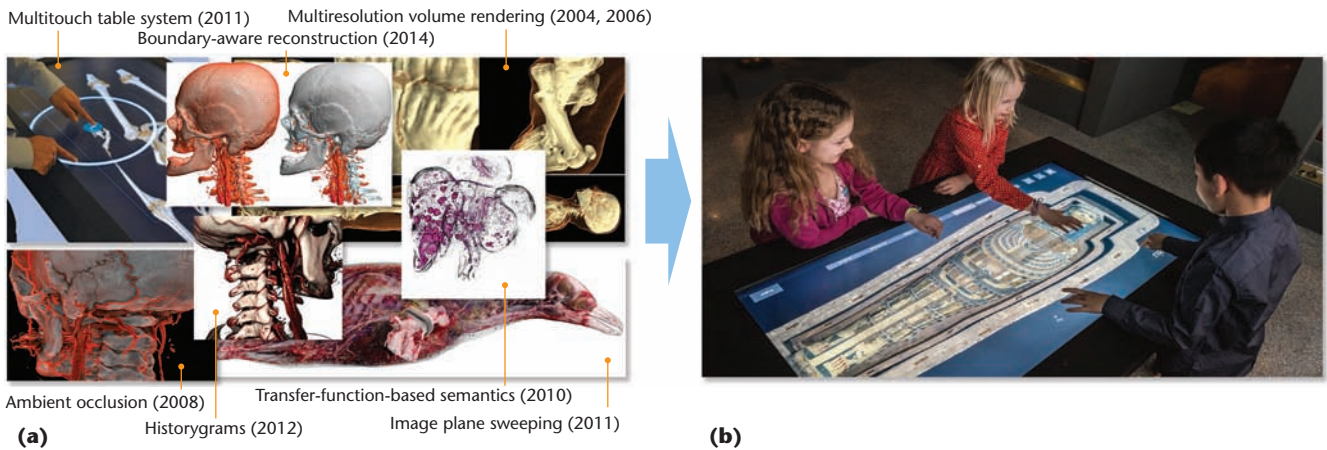 Multitouch table system (2011)
Multiresolution volume rendering (2004, 2006)
Boundary-aware reconstruction (2014)
Ambient occlusion (2008)
Transfer-function-based semantics (2010)
Historygrams (2012)
Image plane sweeping (2011)
(a)
(b)